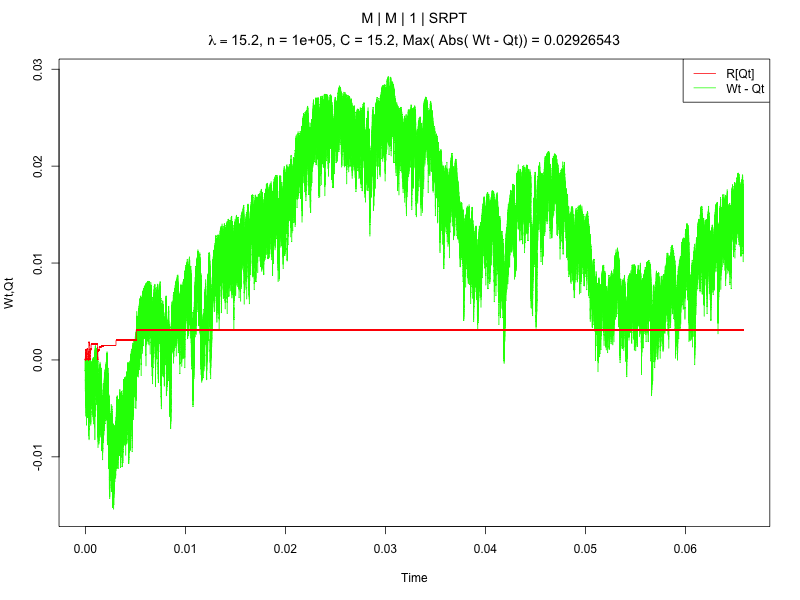 M | M | 1 | SRPT
λ = 15.2, n = 1e+05, C = 15.2, Max( Abs( Wt - Qt)) = 0.02926543
R[Qt]
Wt - Qt
0.03
0.02
0.01
0.00
-0.01
Wt,Qt
0.00 0.01 0.02 0.03 0.04 0.05 0.06
Time